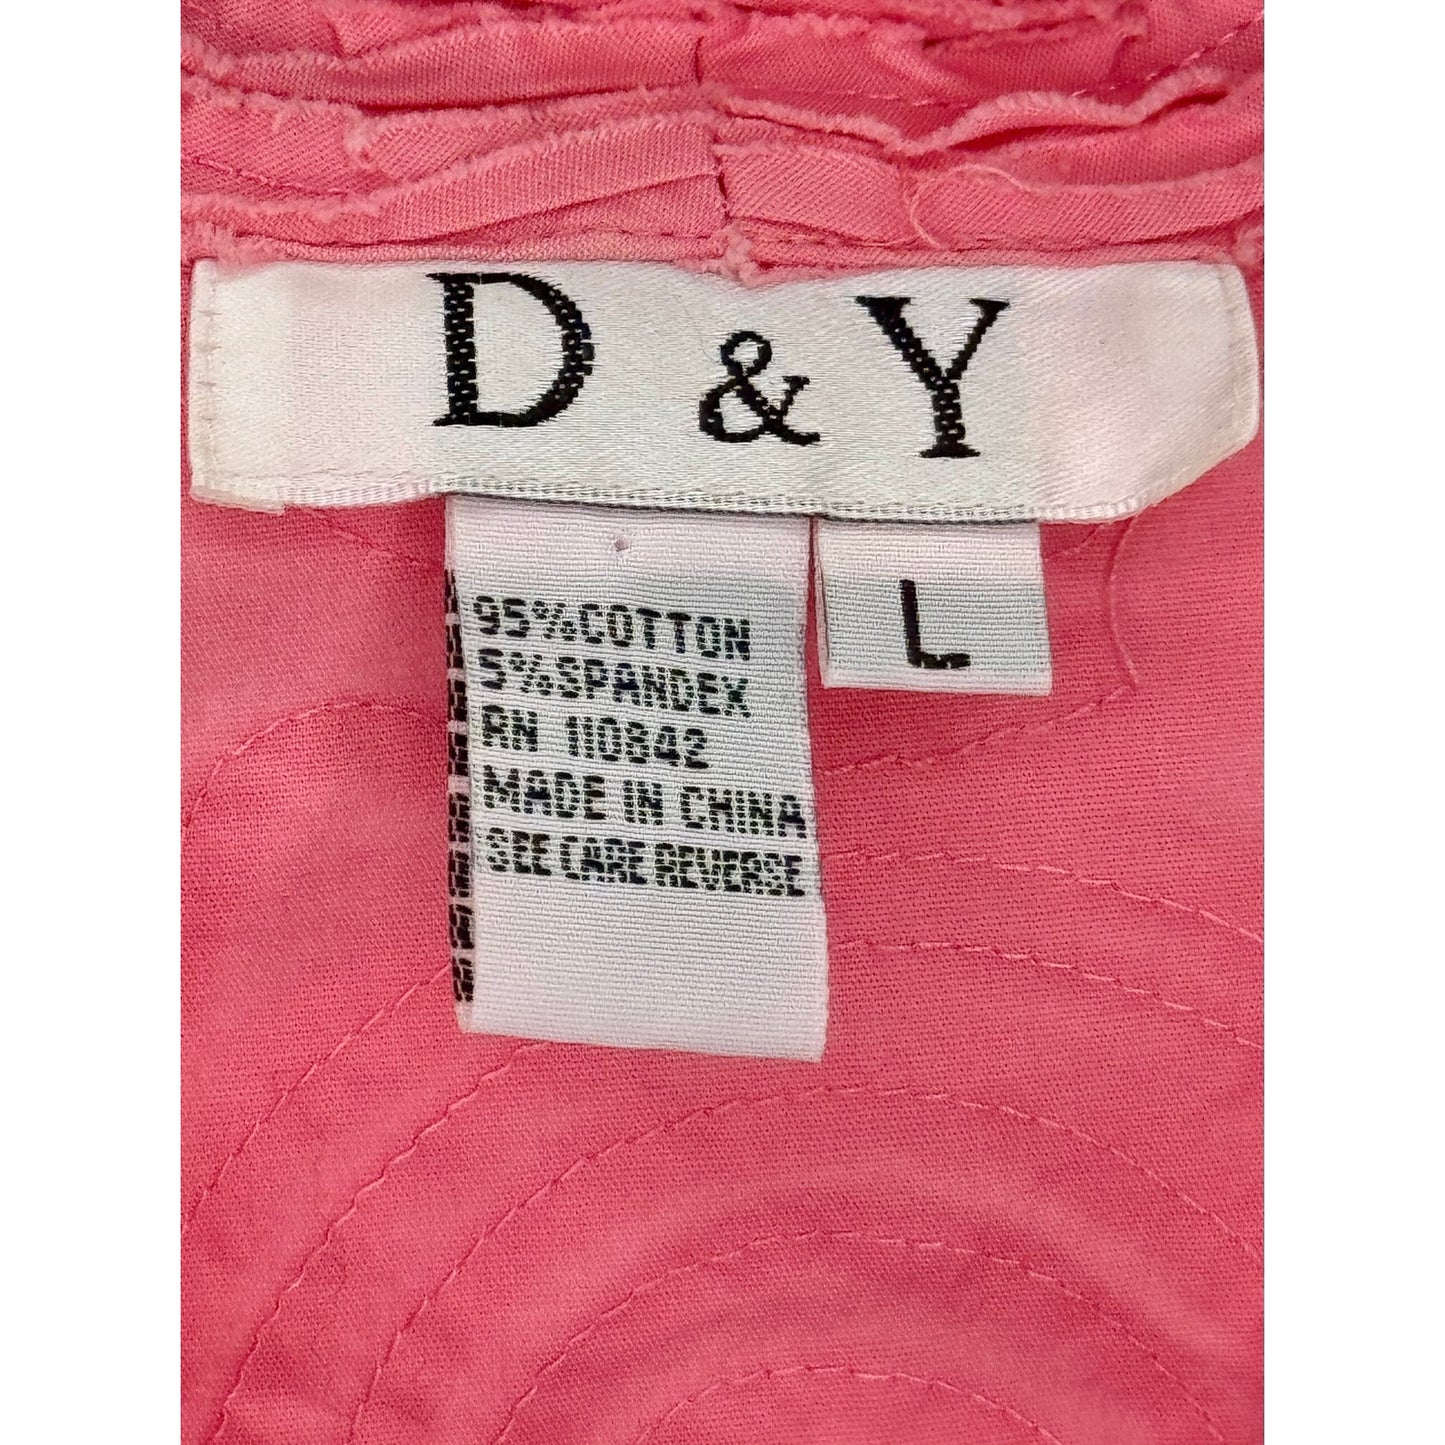 D & Y
L
95%COTTON
5%SPANDEX
RN 110842
MADE IN CHINA
SEE CARE REVERSE